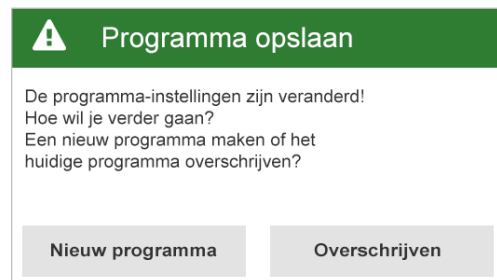 Programma opslaan
De programma-instellingen zijn veranderd!
Hoe wil je verder gaan?
Een nieuw programma maken of het
huidige programma overschrijven?
Nieuw programma
Overschrijven